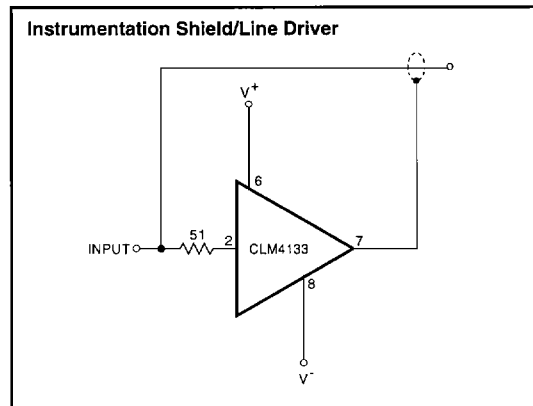 Instrumentation Shield/Line Driver
V+
6
51
INPUT
2
CLM4133
7
8
V-